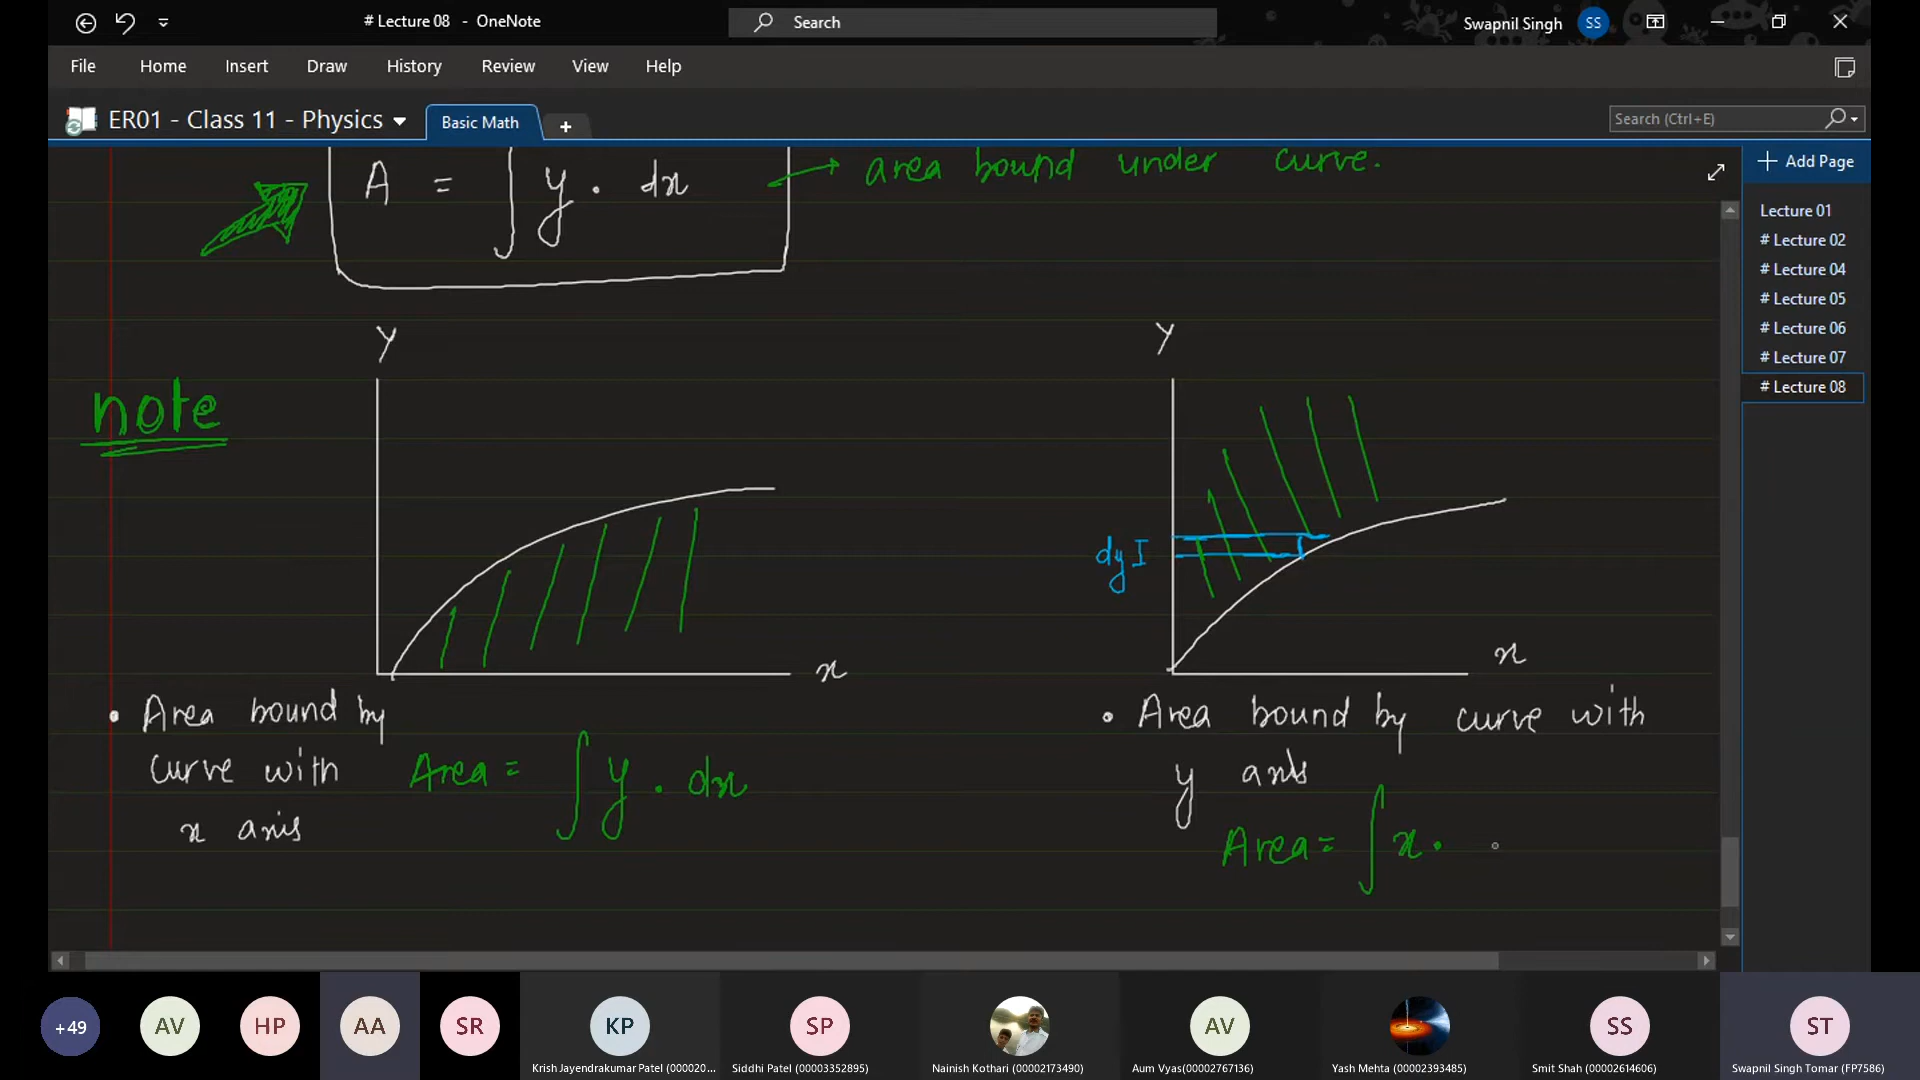 # Lecture 08 - OneNote
Search
Swapnil Singh
SS
File Home Insert Draw History Review View Help
ER01 - Class 11 - Physics
Basic Math
+
Search (Ctrl+E)
Add Page
Lecture 01
# Lecture 02
# Lecture 04
# Lecture 05
# Lecture 06
# Lecture 07
# Lecture 08
A = ∫ y . dx → area bound under curve.
note
y
x
• Area bound by
curve with
x axis
Area = ∫ y . dx
y
dy
x
• Area bound by curve with
y axis
Area = ∫ x .
+49
AV
HP
AA
SR
KP
Krish Jayendrakumar Patel (000020...
SP
Siddhi Patel (00003352895)
Nainish Kothari (00002173490)
AV
Aum Vyas(00002767136)
Yash Mehta (00002393485)
SS
Smit Shah (00002614606)
ST
Swapnil Singh Tomar (FP7586)